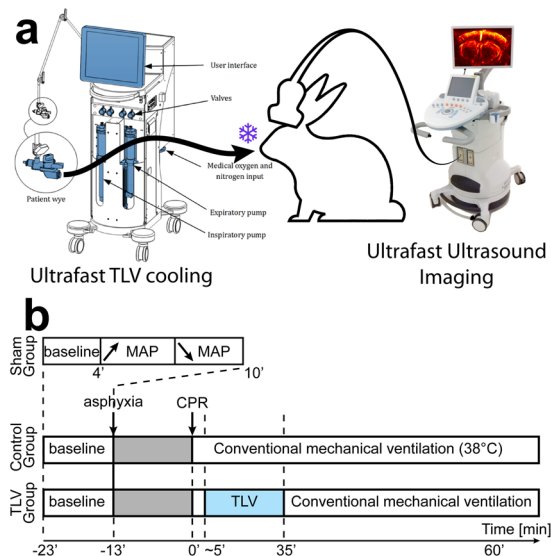 a
User interface
Valves
Medical oxygen and
nitrogen input
Patient wye
Expiratory pump
Inspiratory pump
Ultrafast TLV cooling
Ultrafast Ultrasound
Imaging
b
Sham
Group
baseline
MAP
MAP
4’
10’
asphyxia
CPR
Control
Group
baseline
Conventional mechanical ventilation (38°C)
TLV
Group
baseline
TLV
Conventional mechanical ventilation
Time [min]
-23’
-13’
0’
~5’
35’
60’